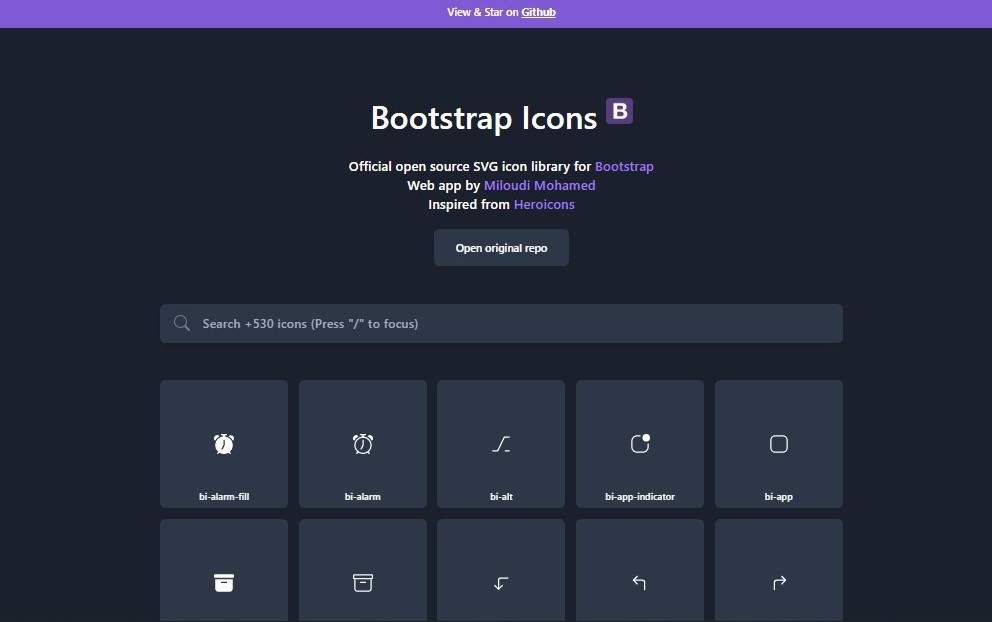 View & Star on Github
Bootstrap Icons B
Official open source SVG icon library for Bootstrap
Web app by Miloudi Mohamed
Inspired from Heroicons
Open original repo
Search +530 icons (Press "/" to focus)
bi-alarm-fill bi-alarm bi-alt bi-app-indicator bi-app